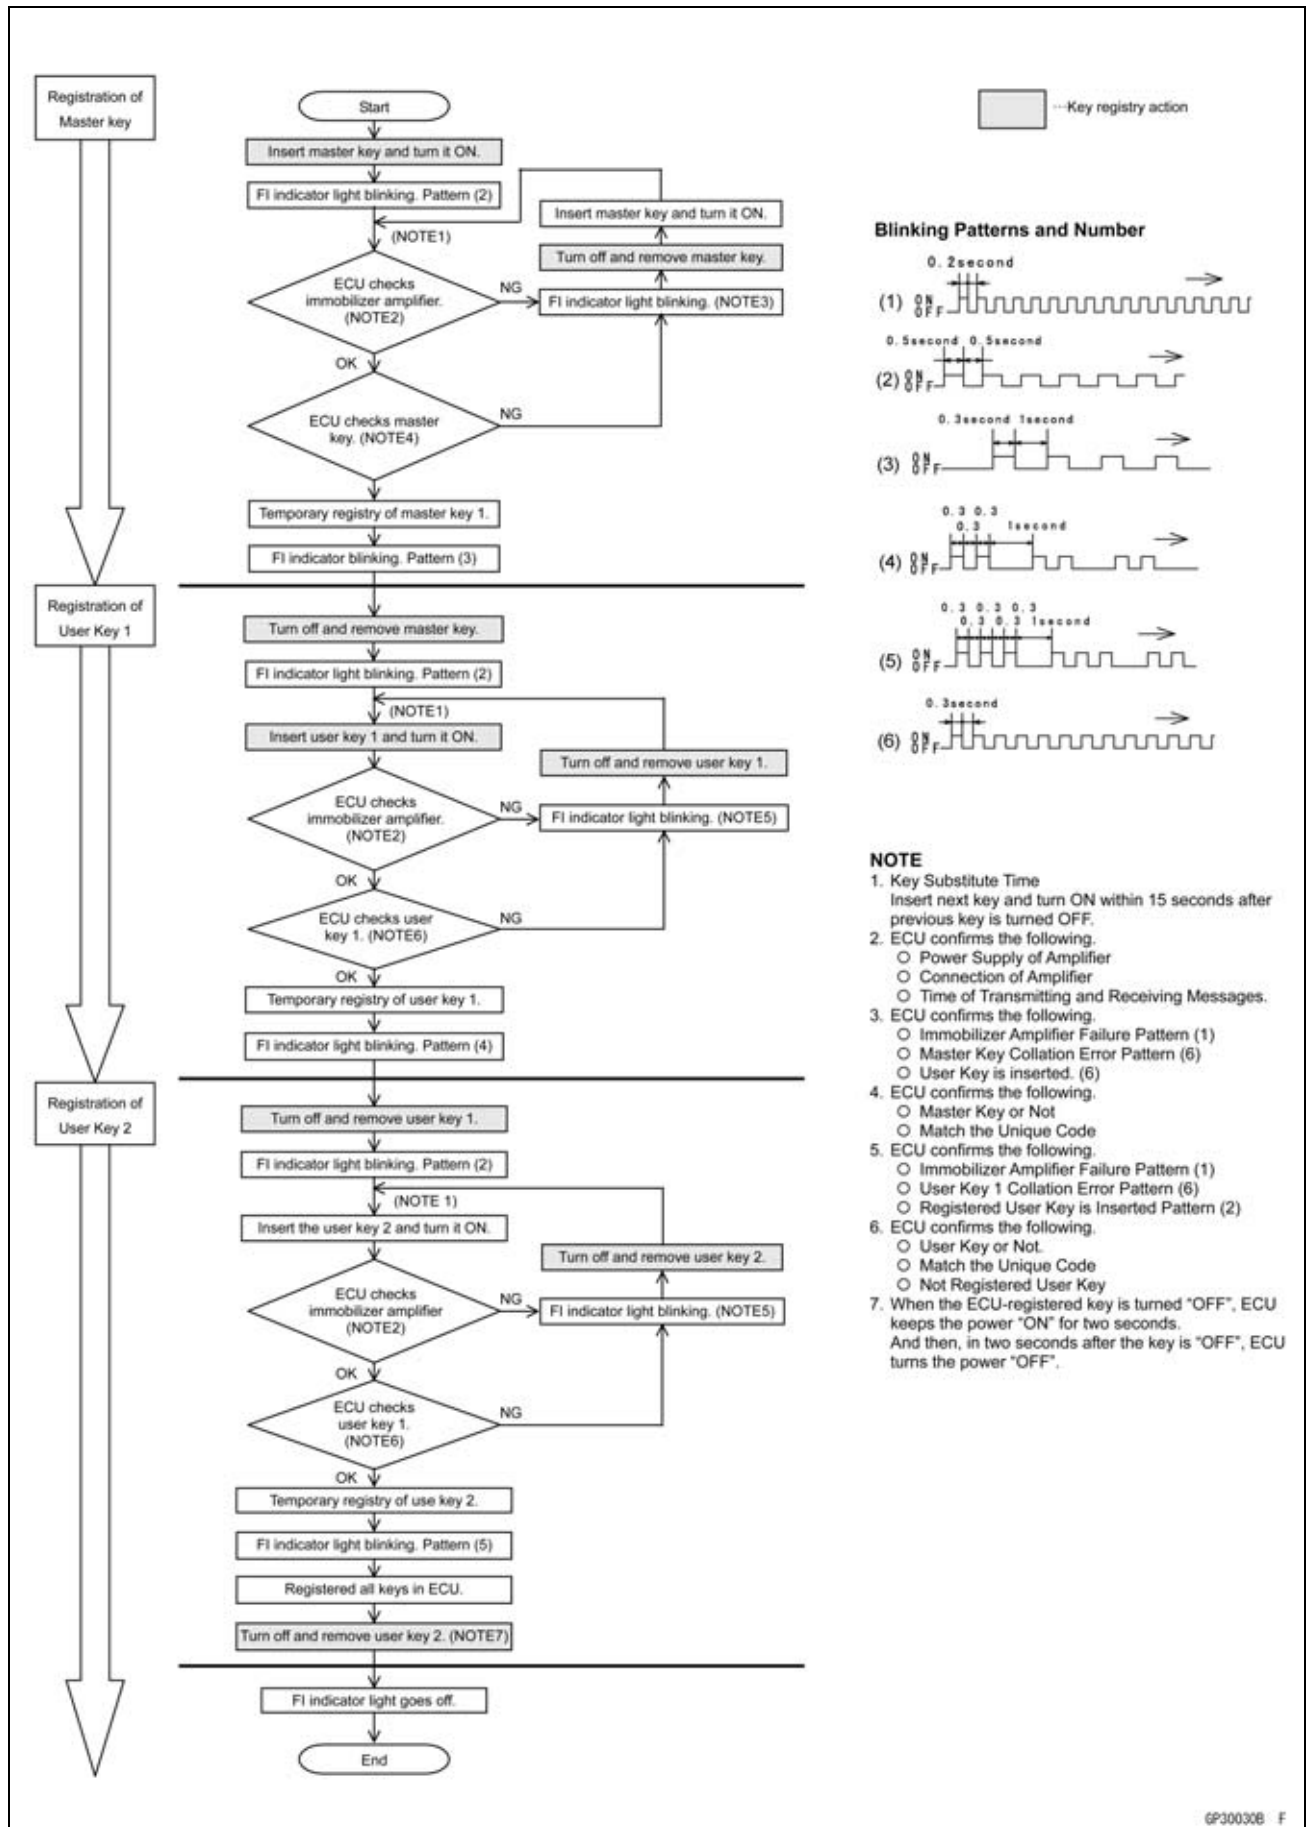 Registration of
Master key
Start
Insert master key and turn it ON.
FI indicator light blinking. Pattern (2)
(NOTE1)
ECU checks
immobilizer amplifier.
(NOTE2)
NG
FI indicator light blinking. (NOTE3)
Turn off and remove master key.
Insert master key and turn it ON.
OK
ECU checks master
key. (NOTE4)
NG
Temporary registry of master key 1.
FI indicator blinking. Pattern (3)
Registration of
User Key 1
Turn off and remove master key.
FI indicator light blinking. Pattern (2)
(NOTE1)
Insert user key 1 and turn it ON.
ECU checks
immobilizer amplifier.
(NOTE2)
NG
FI indicator light blinking. (NOTE5)
Turn off and remove user key 1.
OK
ECU checks user
key 1. (NOTE6)
NG
OK
Temporary registry of user key 1.
FI indicator light blinking. Pattern (4)
Registration of
User Key 2
Turn off and remove user key 1.
FI indicator light blinking. Pattern (2)
(NOTE 1)
Insert the user key 2 and turn it ON.
ECU checks
immobilizer amplifier
(NOTE2)
NG
FI indicator light blinking. (NOTE5)
Turn off and remove user key 2.
OK
ECU checks
user key 1.
(NOTE6)
NG
OK
Temporary registry of use key 2.
FI indicator light blinking. Pattern (5)
Registered all keys in ECU.
Turn off and remove user key 2. (NOTE7)
FI indicator light goes off.
End
···Key registry action
Blinking Patterns and Number
0.2second
(1) ON
OFF
0.5second 0.5second
(2) ON
OFF
0.3second 1second
(3) ON
OFF
0.3 0.3
0.3 1second
(4) ON
OFF
0.3 0.3 0.3
0.3 0.3 1second
(5) ON
OFF
0.3second
(6) ON
OFF
NOTE
1. Key Substitute Time
Insert next key and turn ON within 15 seconds after
previous key is turned OFF.
2. ECU confirms the following.
O Power Supply of Amplifier
O Connection of Amplifier
O Time of Transmitting and Receiving Messages.
3. ECU confirms the following.
O Immobilizer Amplifier Failure Pattern (1)
O Master Key Collation Error Pattern (6)
O User Key is inserted. (6)
4. ECU confirms the following.
O Master Key or Not
O Match the Unique Code
5. ECU confirms the following.
O Immobilizer Amplifier Failure Pattern (1)
O User Key 1 Collation Error Pattern (6)
O Registered User Key is Inserted Pattern (2)
6. ECU confirms the following.
O User Key or Not.
O Match the Unique Code
O Not Registered User Key
7. When the ECU-registered key is turned “OFF”, ECU
keeps the power “ON” for two seconds.
And then, in two seconds after the key is “OFF”, ECU
turns the power “OFF”.
GP30030B F